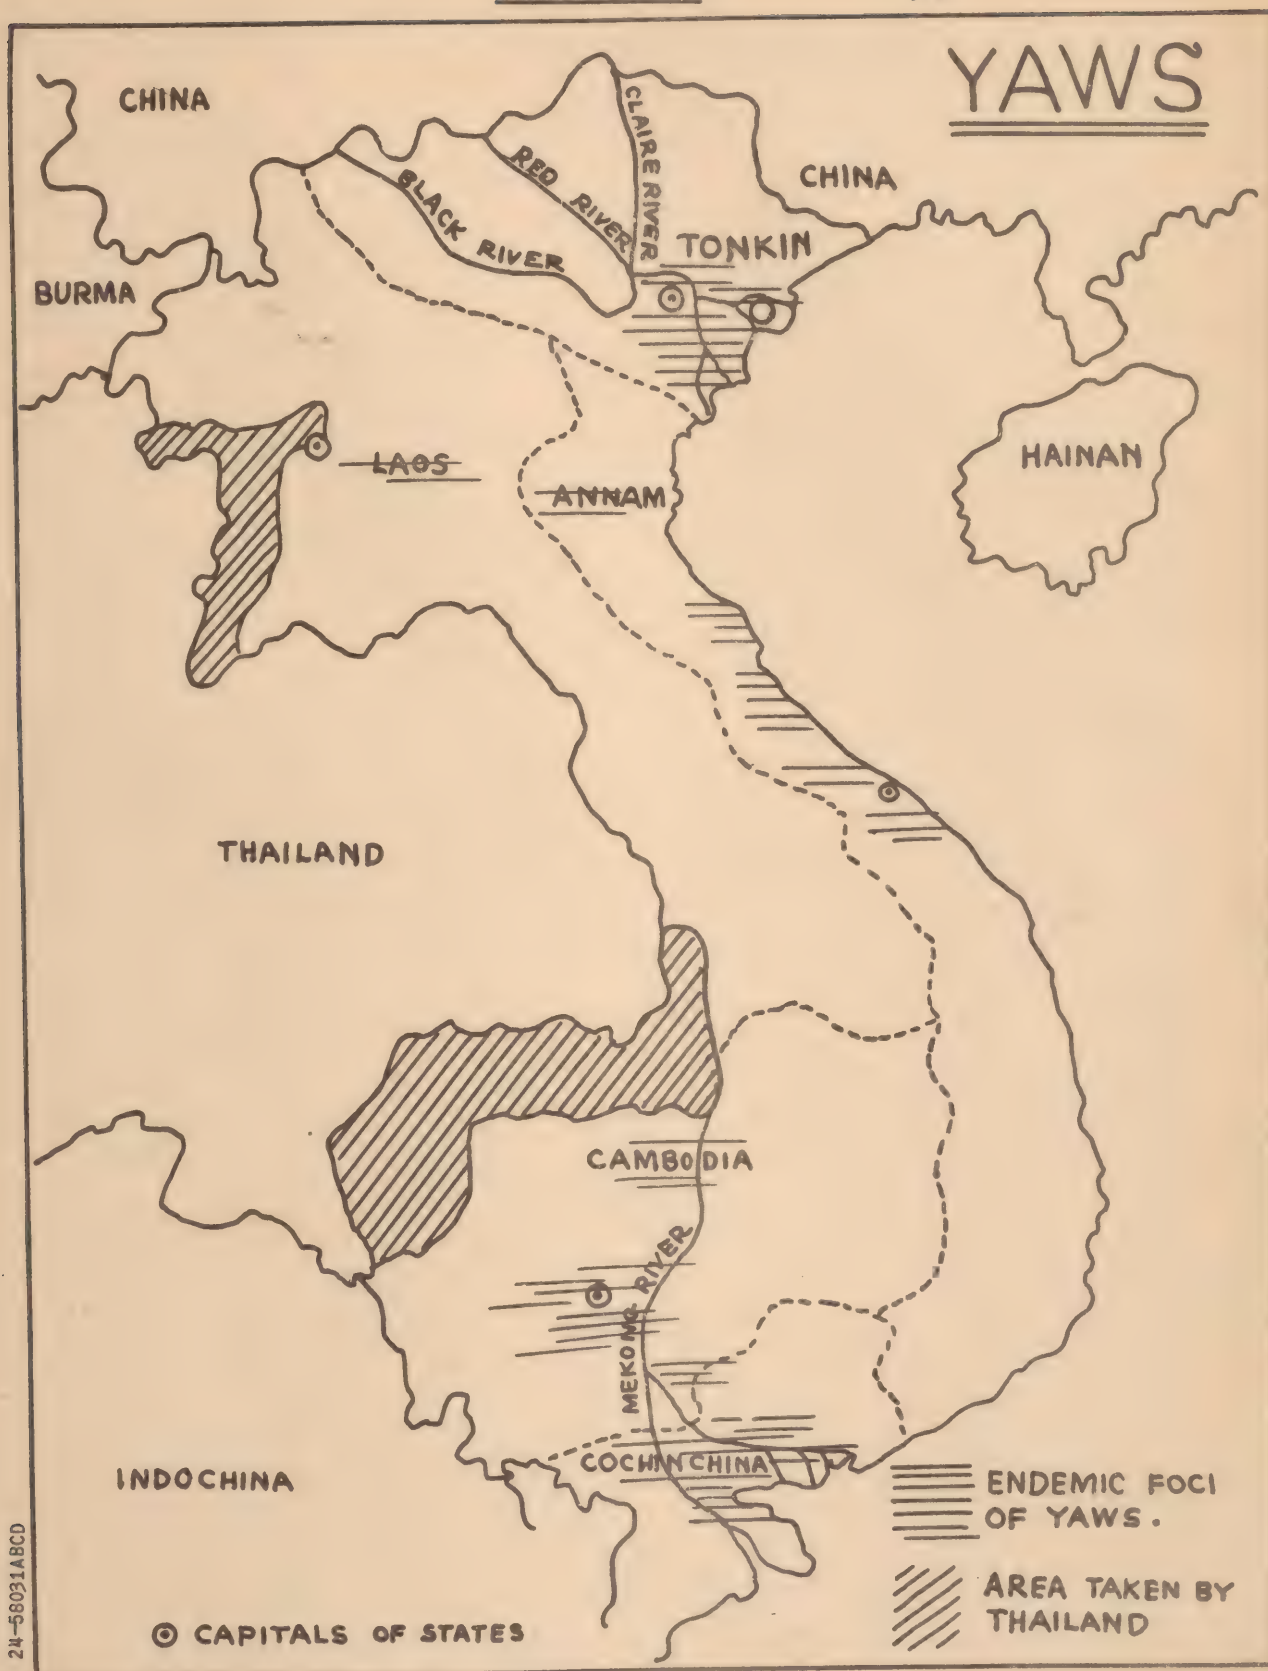 YAWS
CHINA
CLAIRE RIVER
RED RIVER
BLACK RIVER
CHINA
TONKIN
BURMA
LAOS
ANNAM
HAINAN
THAILAND
CAMBODIA
MEKONG RIVER
COCHINCHINA
INDOCHINA
ENDEMIC FOCI
OF YAWS.
AREA TAKEN BY
THAILAND
CAPITALS OF STATES
24-58031ABCD